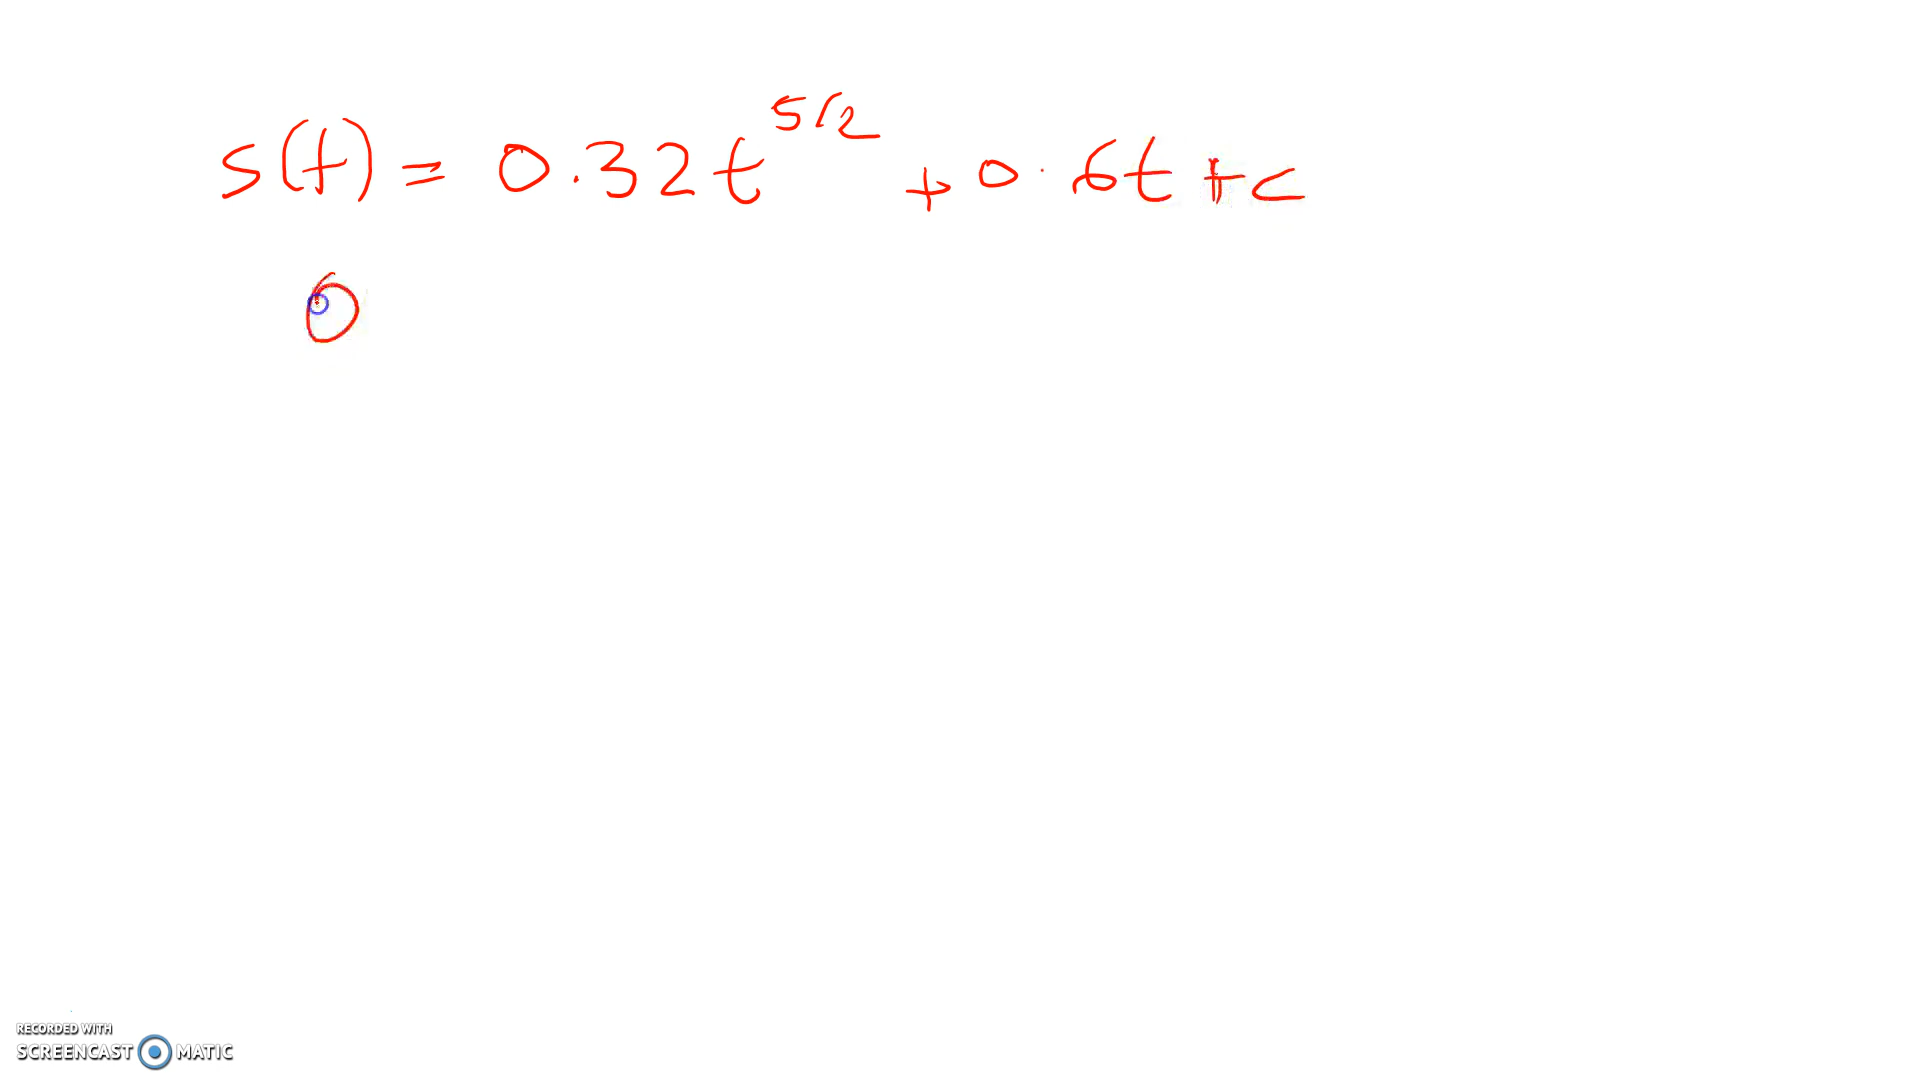 s(t) = 0.32t^5/2 + 0.6t + c
0
RECORDED WITH
SCREENCAST MATIC